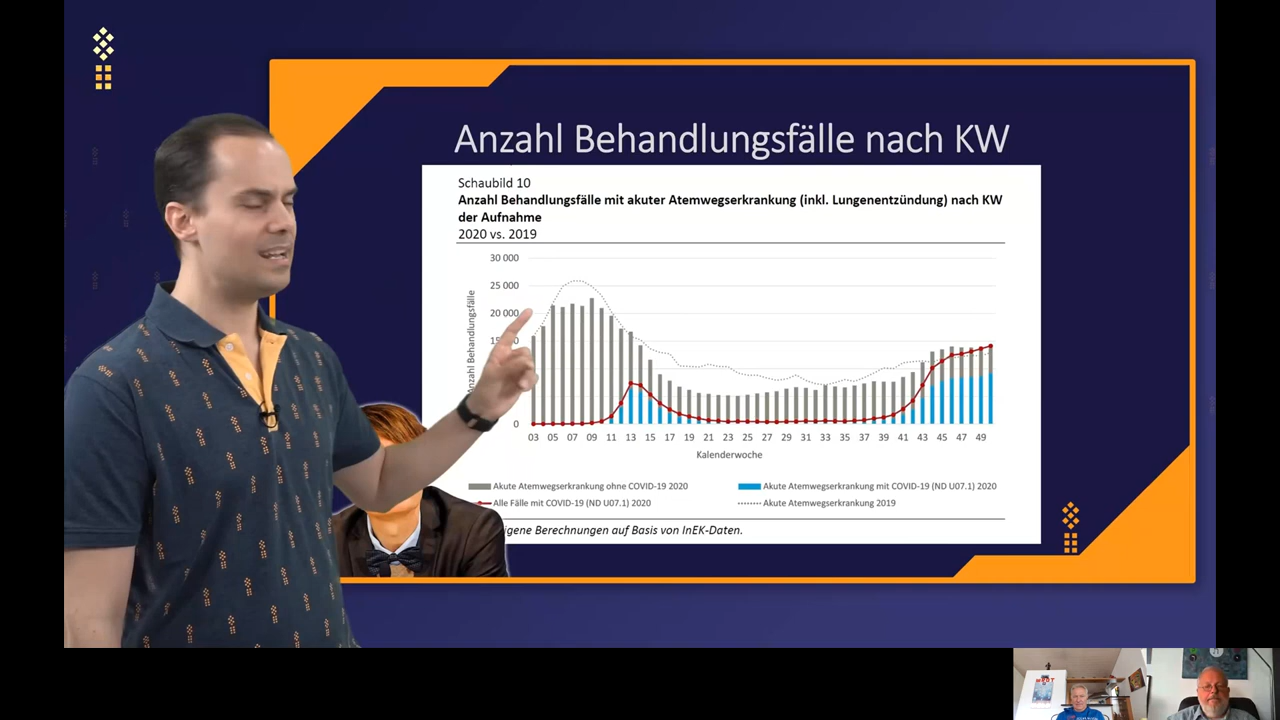 Anzahl Behandlungsfälle nach KW
Schaubild 10
Anzahl Behandlungsfälle mit akuter Atemwegserkrankung (inkl. Lungenentzündung) nach KW
der Aufnahme
2020 vs. 2019
30 000
25 000
20 000
0
Anzahl Behandlungsfälle
03 05 07 09 11 13 15 17 19 21 23 25 27 29 31 33 35 37 39 41 43 45 47 49
Kalenderwoche
Akute Atemwegserkrankung ohne COVID-19 2020
Akute Atemwegserkrankung mit COVID-19 (ND U07.1) 2020
Alle Fälle mit COVID-19 (ND U07.1) 2020
Akute Atemwegserkrankung 2019
igene Berechnungen auf Basis von InEK-Daten.